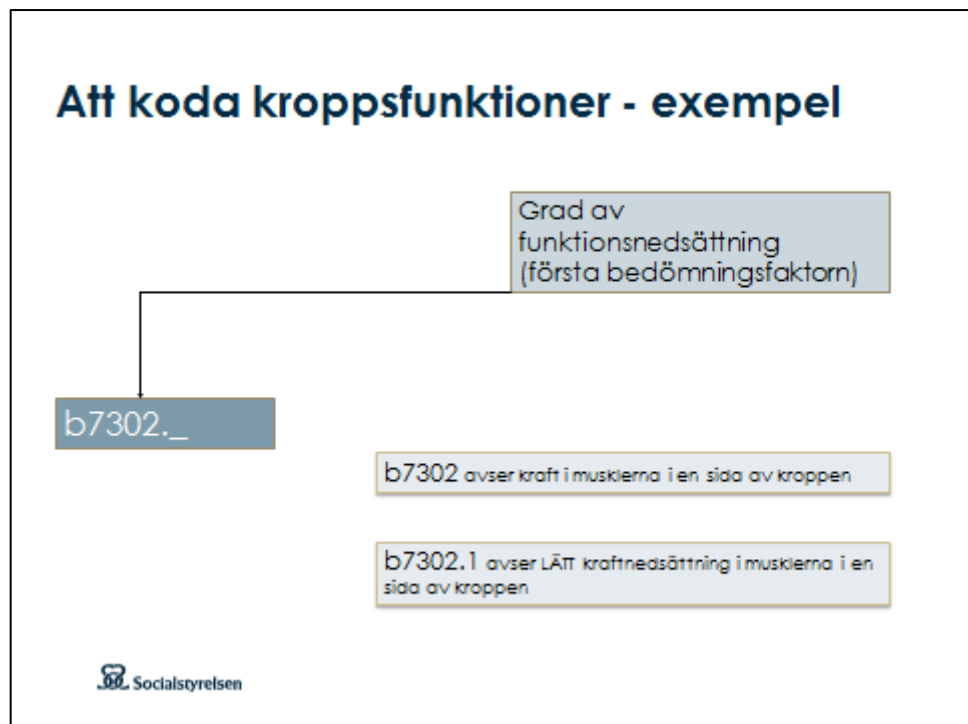 Att koda kroppsfunktioner - exempel
Grad av
funktionsnedsättning
(första bedömningsfaktorn)
b7302._
b7302 avser kraft i musklerna i en sida av kroppen
b7302.1 avser LÄTT kraftnedsättning i musklerna i en
sida av kroppen
Socialstyrelsen